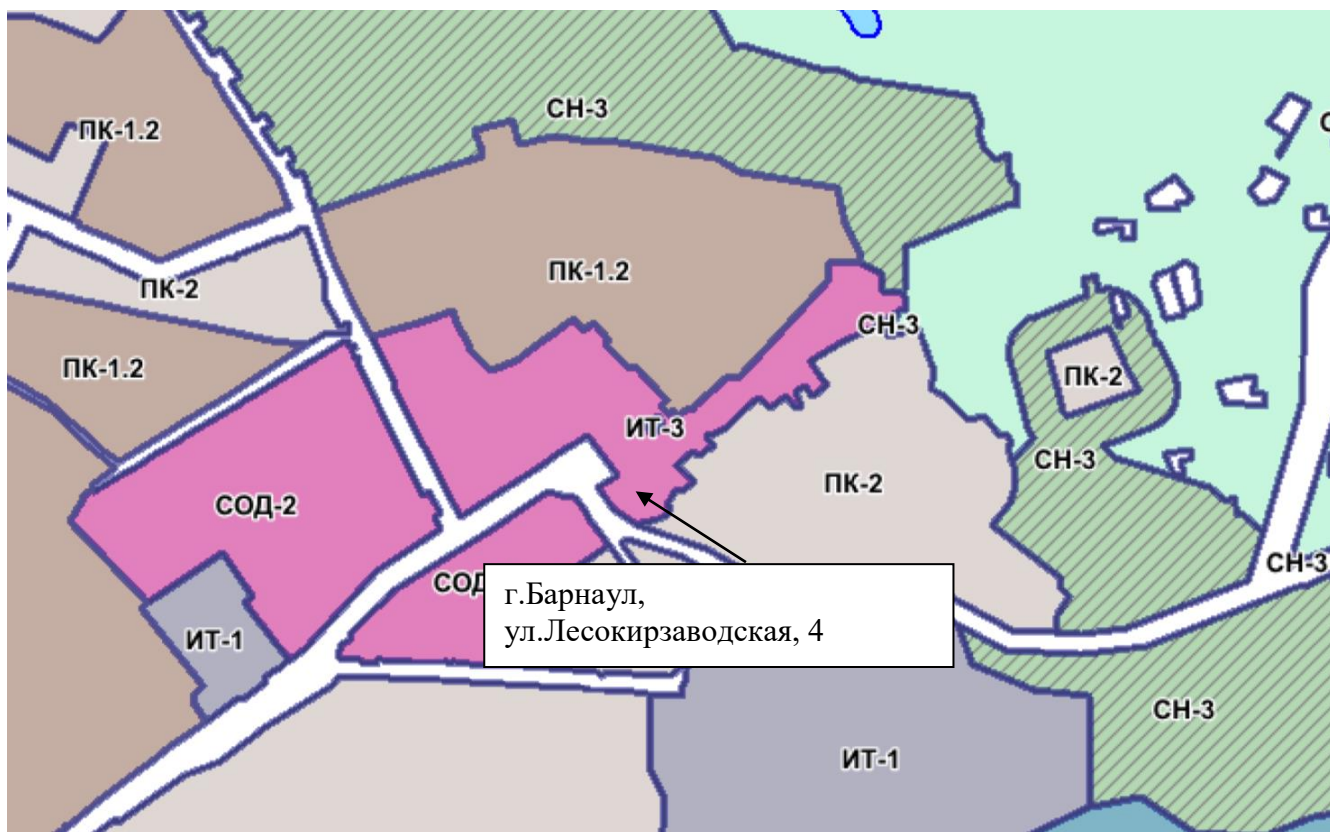 СН-3
ПК-1.2
С
ПК-1.2
ПК-2
СН-3
ПК-1.2
ПК-2
ИТ-3
СН-3
ПК-2
СОД-2
СН-3
СОД
г.Барнаул,
ул.Лесокирзаводская, 4
ИТ-1
СН-3
ИТ-1